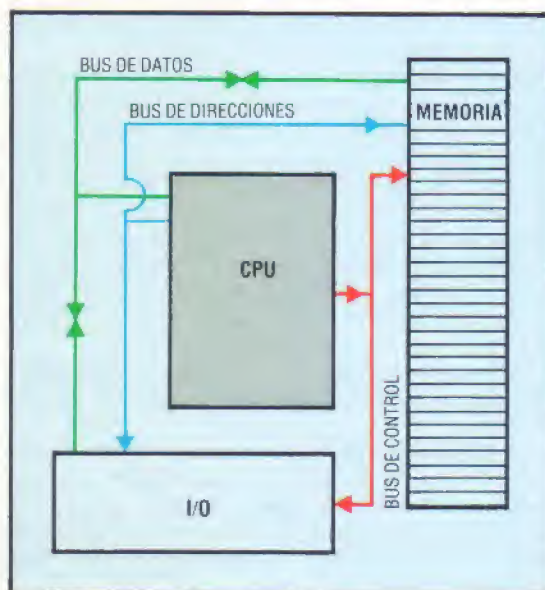 BUS DE DATOS
BUS DE DIRECCIONES
MEMORIA
CPU
BUS DE CONTROL
I/O